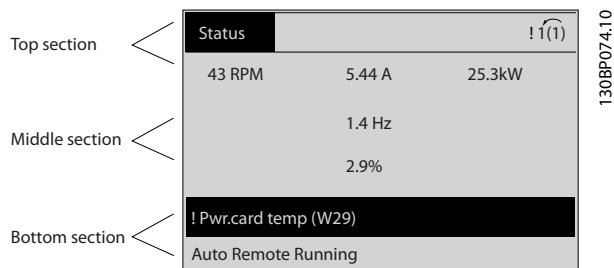 Top section
Status ! 1(1)
43 RPM 5.44 A 25.3kW
Middle section
1.4 Hz
2.9%
Bottom section
! Pwr.card temp (W29)
Auto Remote Running
130BP074.10